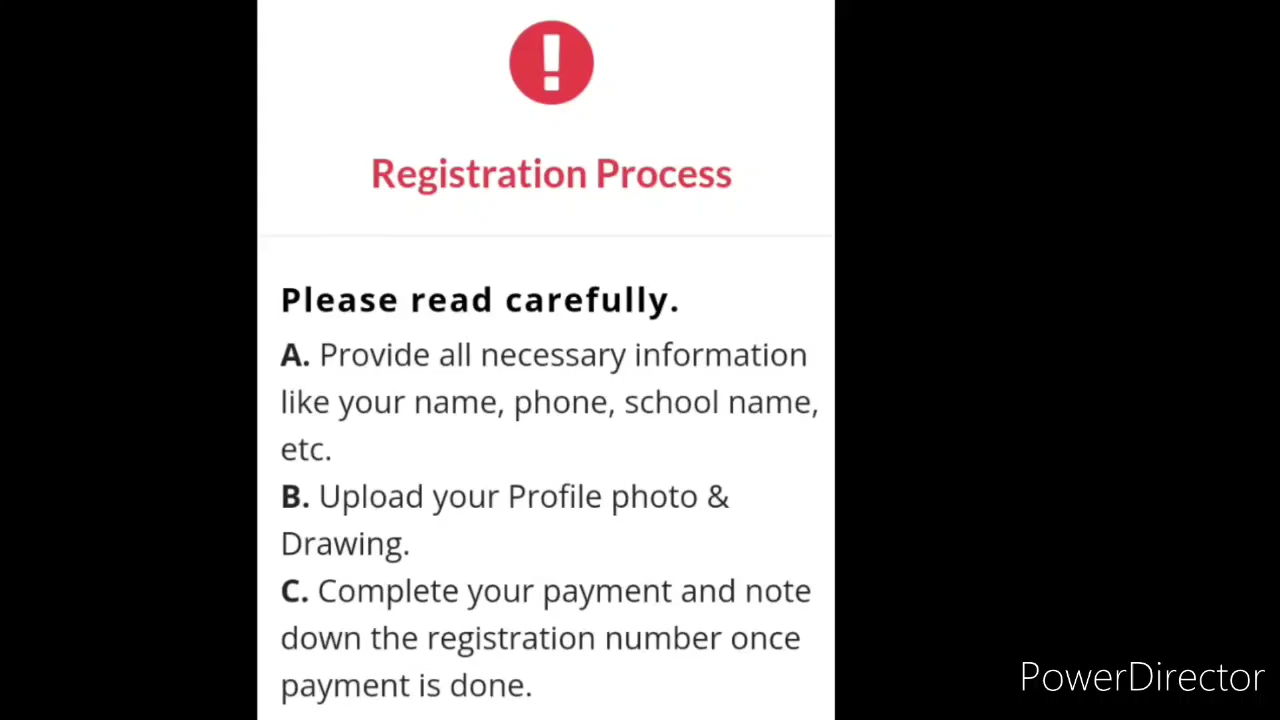 Registration Process
Please read carefully.
A. Provide all necessary information
like your name, phone, school name,
etc.
B. Upload your Profile photo &
Drawing.
C. Complete your payment and note
down the registration number once
payment is done.
PowerDirector